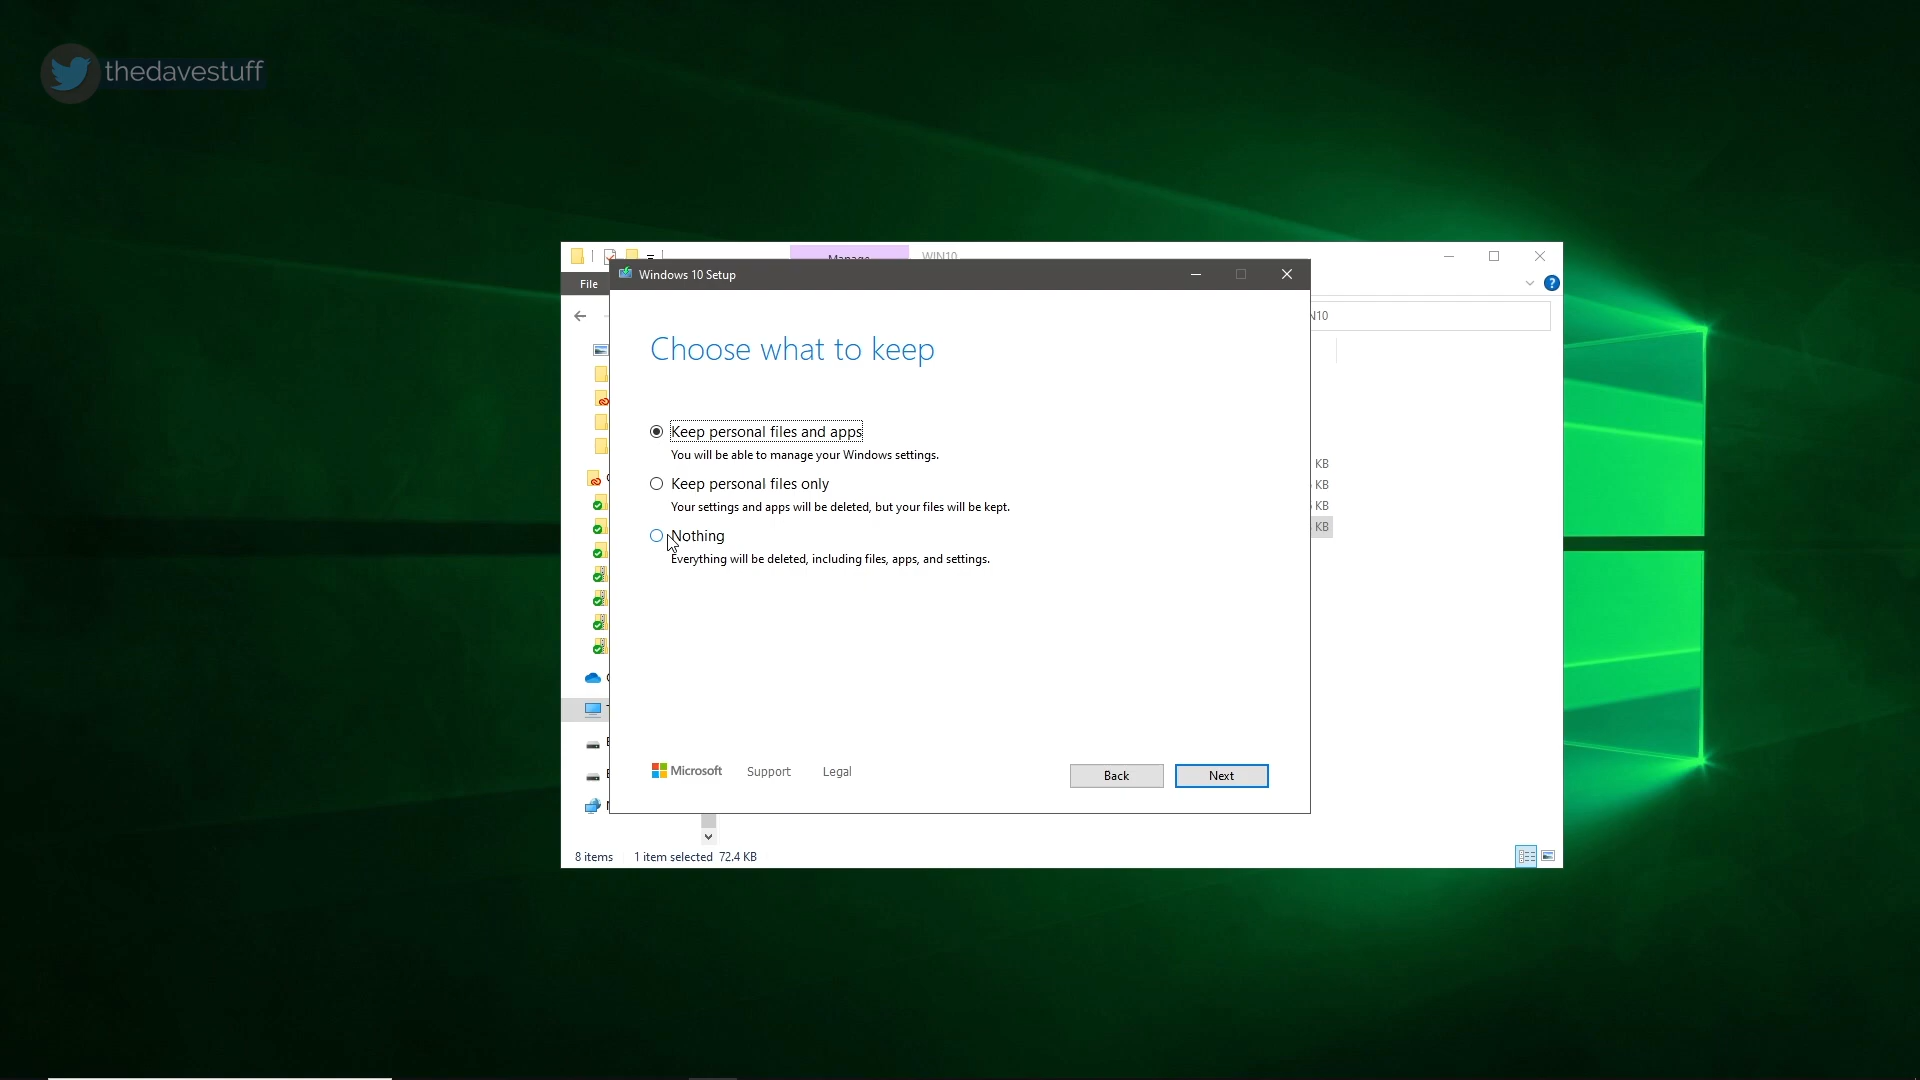 thedavestuff
WIN10
Windows 10 Setup
File
N10
Choose what to keep
Keep personal files and apps
You will be able to manage your Windows settings.
KB
Keep personal files only
KB
Your settings and apps will be deleted, but your files will be kept.
KB
Nothing
KB
Everything will be deleted, including files, apps, and settings.
Microsoft Support Legal
Back Next
8 items 1 item selected 72.4 KB